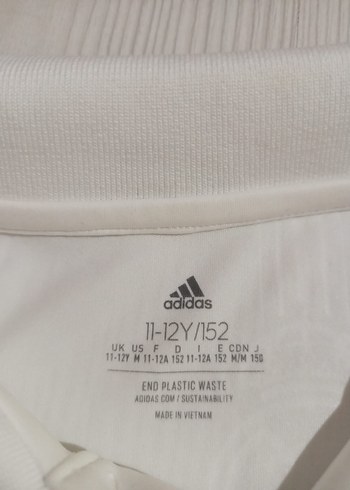 adidas
11-12Y/152
UK US F D I E CDN J
11-12Y M 11-12A 152 11-12A 152 M/M 150
END PLASTIC WASTE
ADIDAS.COM / SUSTAINABILITY
MADE IN VIETNAM